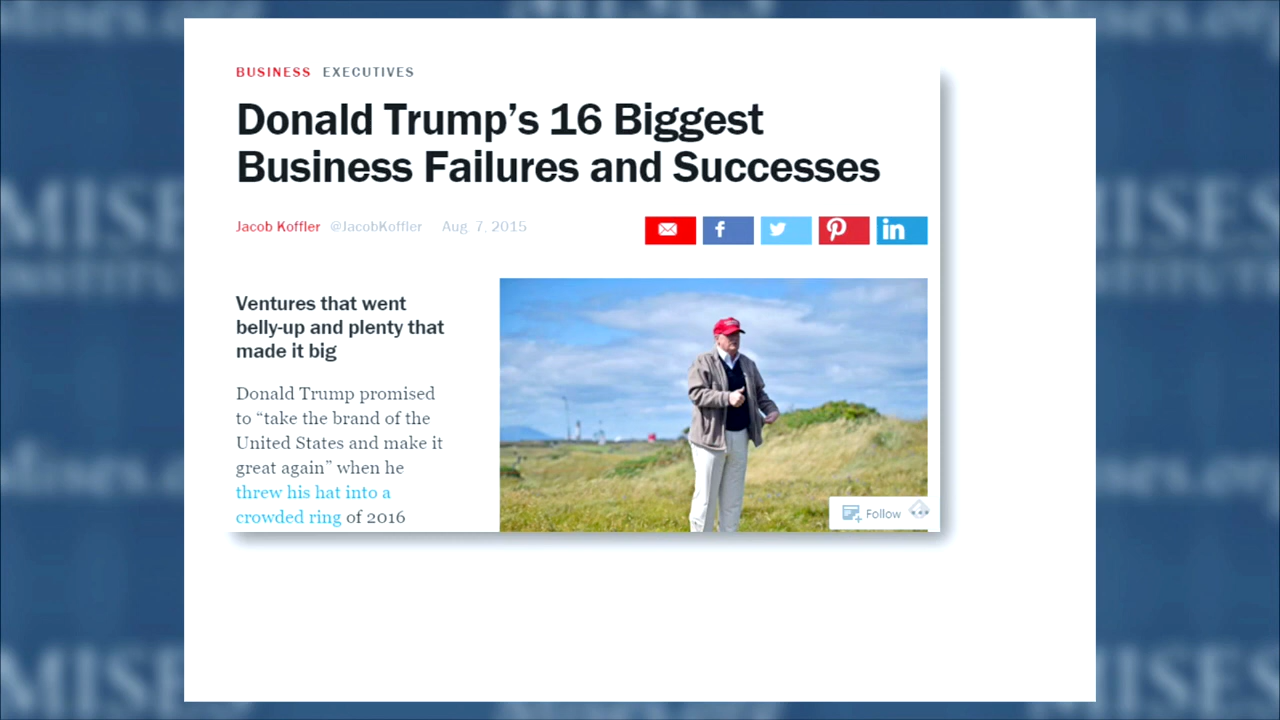 BUSINESS EXECUTIVES
Donald Trump’s 16 Biggest
Business Failures and Successes
Jacob Koffler @JacobKoffler Aug 7, 2015
Ventures that went
belly-up and plenty that
made it big
Donald Trump promised
to “take the brand of the
United States and make it
great again” when he
threw his hat into a
crowded ring of 2016
Follow
MISES
MISES